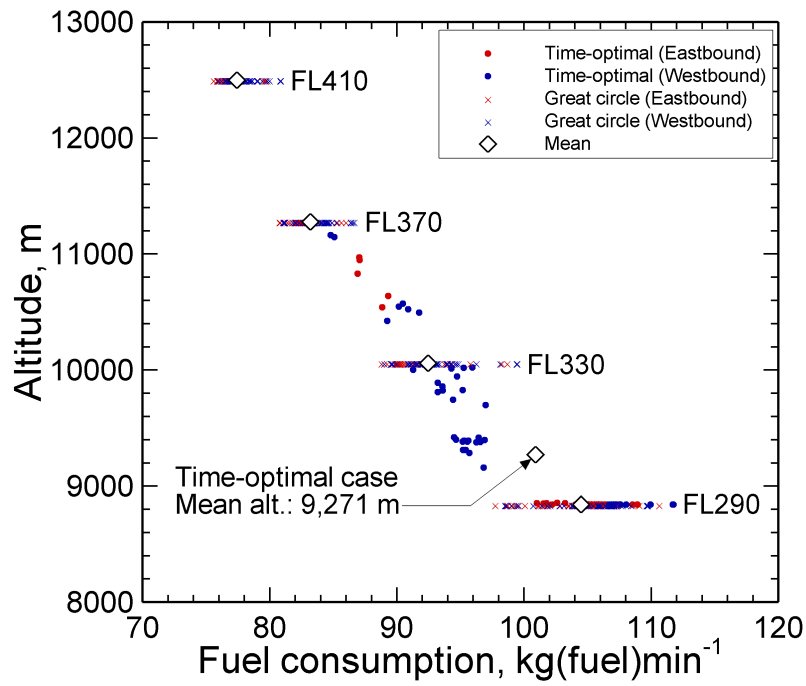 13000
12000
11000
10000
9000
8000
Altitude, m
Time-optimal (Eastbound)
Time-optimal (Westbound)
Great circle (Eastbound)
Great circle (Westbound)
Mean
FL410
FL370
FL330
Time-optimal case
Mean alt.: 9,271 m
FL290
70 80 90 100 110 120
Fuel consumption, kg(fuel)min⁻¹